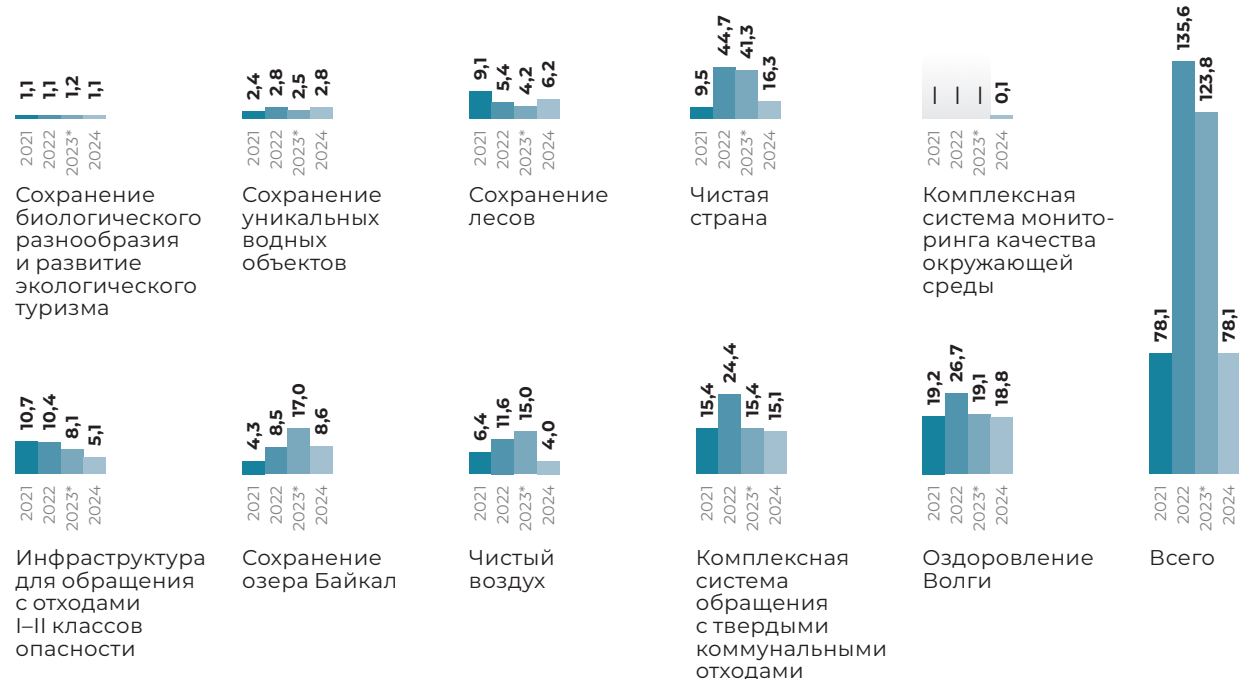 1,1 1,1 1,2 1,1
2021 2022 2023* 2024
Сохранение
биологического
разнообразия
и развитие
экологического
туризма
2,4 2,8 2,5 2,8
2021 2022 2023* 2024
Сохранение
уникальных
водных
объектов
9,1 5,4 4,2 6,2
2021 2022 2023* 2024
Сохранение
лесов
9,5 44,7 41,3 16,3
2021 2022 2023* 2024
Чистая
страна
— — — 0,1
2021 2022 2023* 2024
Комплексная
система монито-
ринга качества
окружающей
среды
10,7 10,4 8,1 5,1
2021 2022 2023* 2024
Инфраструктура
для обращения
с отходами
I–II классов
опасности
4,3 8,5 17,0 8,6
2021 2022 2023* 2024
Сохранение
озера Байкал
6,4 11,6 15,0 4,0
2021 2022 2023* 2024
Чистый
воздух
15,4 24,4 15,4 15,1
2021 2022 2023* 2024
Комплексная
система
обращения
с твердыми
коммунальными
отходами
19,2 26,7 19,1 18,8
2021 2022 2023* 2024
Оздоровление
Волги
78,1 135,6 123,8 78,1
2021 2022 2023* 2024
Всего